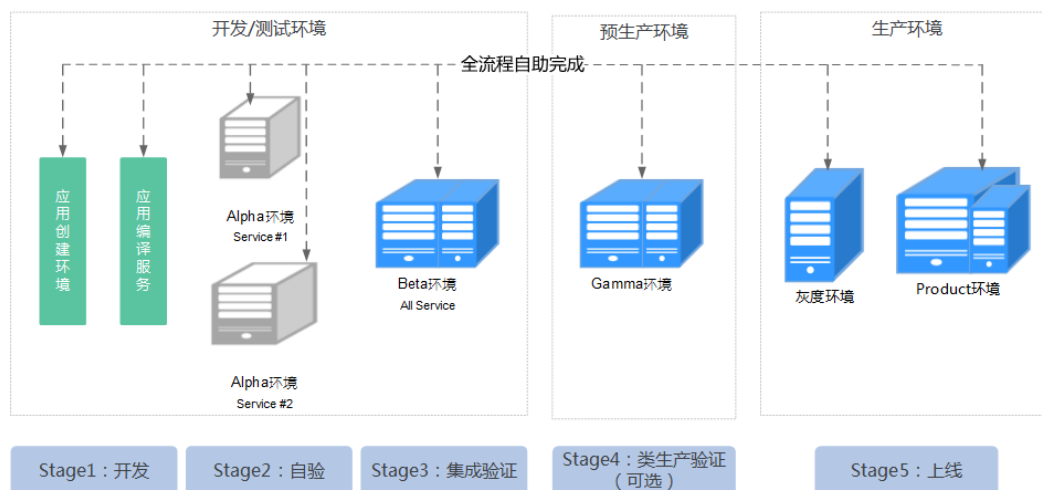 开发/测试环境
预生产环境
生产环境
全流程自助完成
应用创建环境
应用编译服务
Alpha环境
Service #1
Alpha环境
Service #2
Beta环境
All Service
Gamma环境
灰度环境
Product环境
Stage1：开发
Stage2：自验
Stage3：集成验证
Stage4：类生产验证
（可选）
Stage5：上线